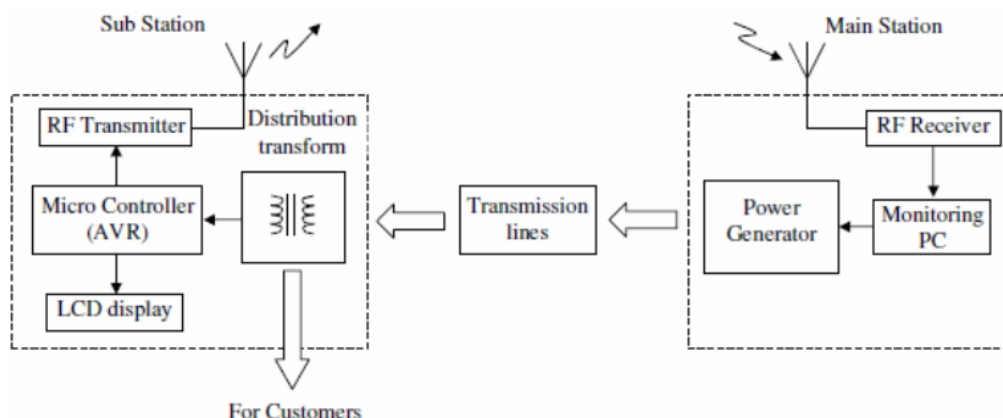 Sub Station
Main Station
RF Transmitter
Distribution
transform
RF Receiver
Micro Controller
(AVR)
Transmission
lines
Power
Generator
Monitoring
PC
LCD display
For Customers